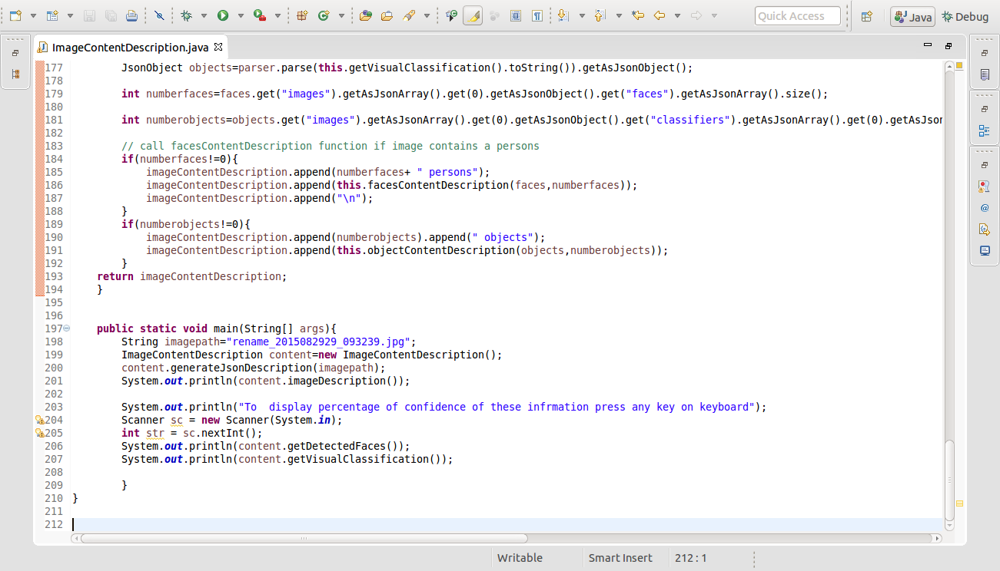 Quick Access
Java
Debug
ImageContentDescription.java
177 JsonObject objects=parser.parse(this.getVisualClassification().toString()).getAsJsonObject();
178
179 int numberfaces=faces.get("images").getAsJsonArray().get(0).getAsJsonObject().get("faces").getAsJsonArray().size();
180
181 int numberobjects=objects.get("images").getAsJsonArray().get(0).getAsJsonObject().get("classifiers").getAsJsonArray().get(0).getAsJsor
182
183 // call facesContentDescription function if image contains a persons
184 if(numberfaces!=0){
185 imageContentDescription.append(numberfaces+ " persons");
186 imageContentDescription.append(this.facesContentDescription(faces,numberfaces));
187 imageContentDescription.append("\n");
188 }
189 if(numberobjects!=0){
190 imageContentDescription.append(numberobjects).append(" objects");
191 imageContentDescription.append(this.objectContentDescription(objects,numberobjects));
192 }
193 return imageContentDescription;
194 }
195
196
197 public static void main(String[] args){
198 String imagepath="rename_2015082929_093239.jpg";
199 ImageContentDescription content=new ImageContentDescription();
200 content.generateJsonDescription(imagepath);
201 System.out.println(content.imageDescription());
202
203 System.out.println("To  display percentage of confidence of these infrmation press any key on keyboard");
204 Scanner sc = new Scanner(System.in);
205 int str = sc.nextInt();
206 System.out.println(content.getDetectedFaces());
207 System.out.println(content.getVisualClassification());
208
209 }
210 }
211
212
Writable
Smart Insert
212 : 1